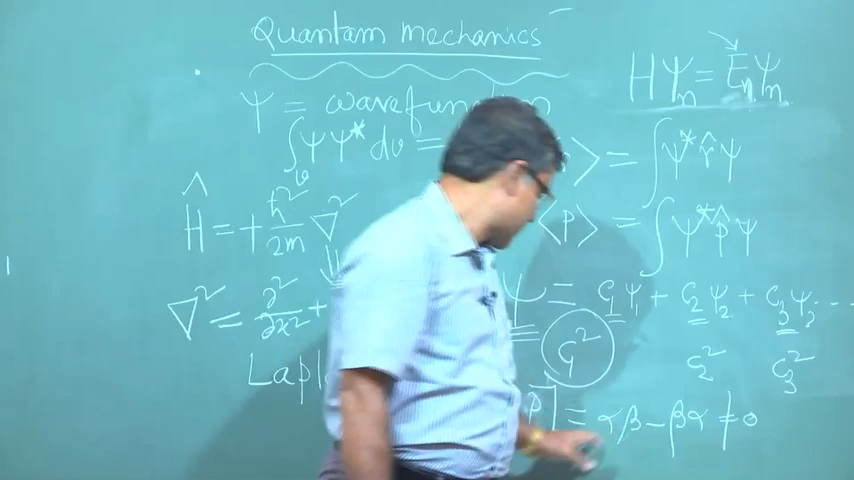 Quantam mechanics
Hψₙ = Eₙψₙ
ψ = wavefunction
∫ᵥ ψψ* dv =
⟩ = ∫ψ* r̂ ψ
Ĥ = + ħ²/2m ∇²
⟨p⟩ = ∫ψ* p̂ ψ
∇² = ∂²/∂x² +
ψ = C₁ψ₁ + C₂ψ₂ + C₃ψ₃ ....
C₁² C₂² C₃²
Lapl
β] = αβ – βα ≠ 0